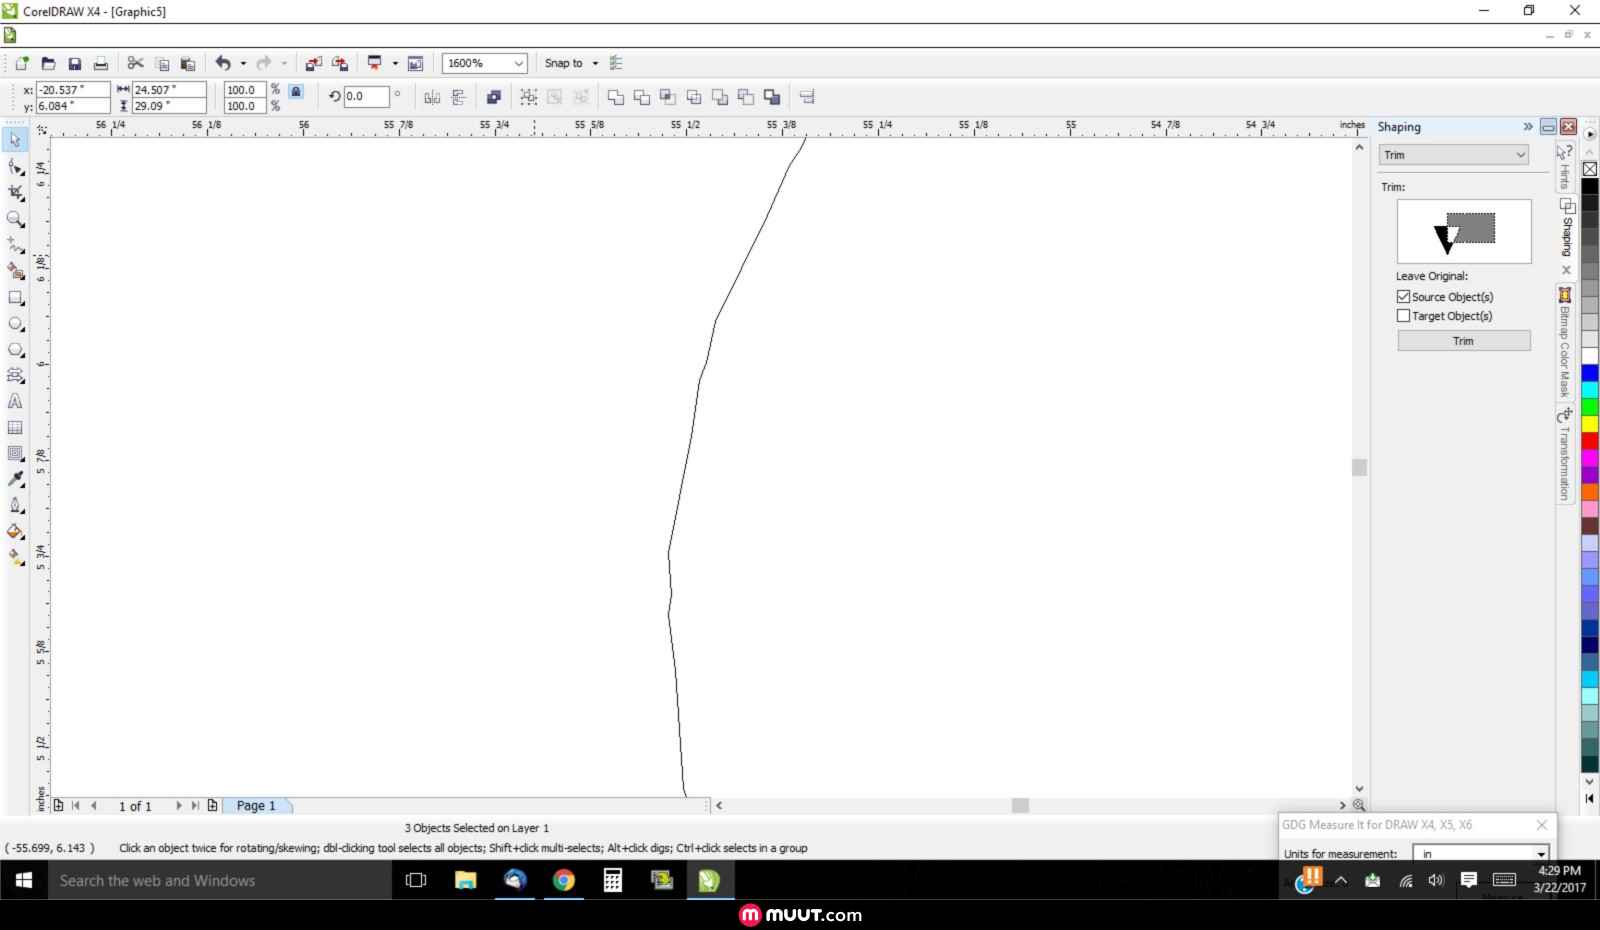 CorelDRAW X4 - [Graphic5]
1600%
Snap to
x: -20.537 "
24.507 "
100.0 %
0.0 °
y: 6.084 "
29.09 "
100.0 %
56 1/4
56 1/8
56
55 7/8
55 3/4
55 5/8
55 1/2
55 3/8
55 1/4
55 1/8
55
54 7/8
54 3/4
inches
6 1/4
6 1/8
6
5 7/8
5 3/4
5 5/8
5 1/2
inches
Shaping
Trim
Trim:
Leave Original:
Source Object(s)
Target Object(s)
Trim
Hints
Shaping
Bitmap Color Mask
Transformation
1 of 1
Page 1
3 Objects Selected on Layer 1
( -55.699, 6.143 )
Click an object twice for rotating/skewing; dbl-clicking tool selects all objects; Shift+click multi-selects; Alt+click digs; Ctrl+click selects in a group
GDG Measure It for DRAW X4, X5, X6
Units for measurement:
in
Search the web and Windows
4:29 PM
3/22/2017
muut.com